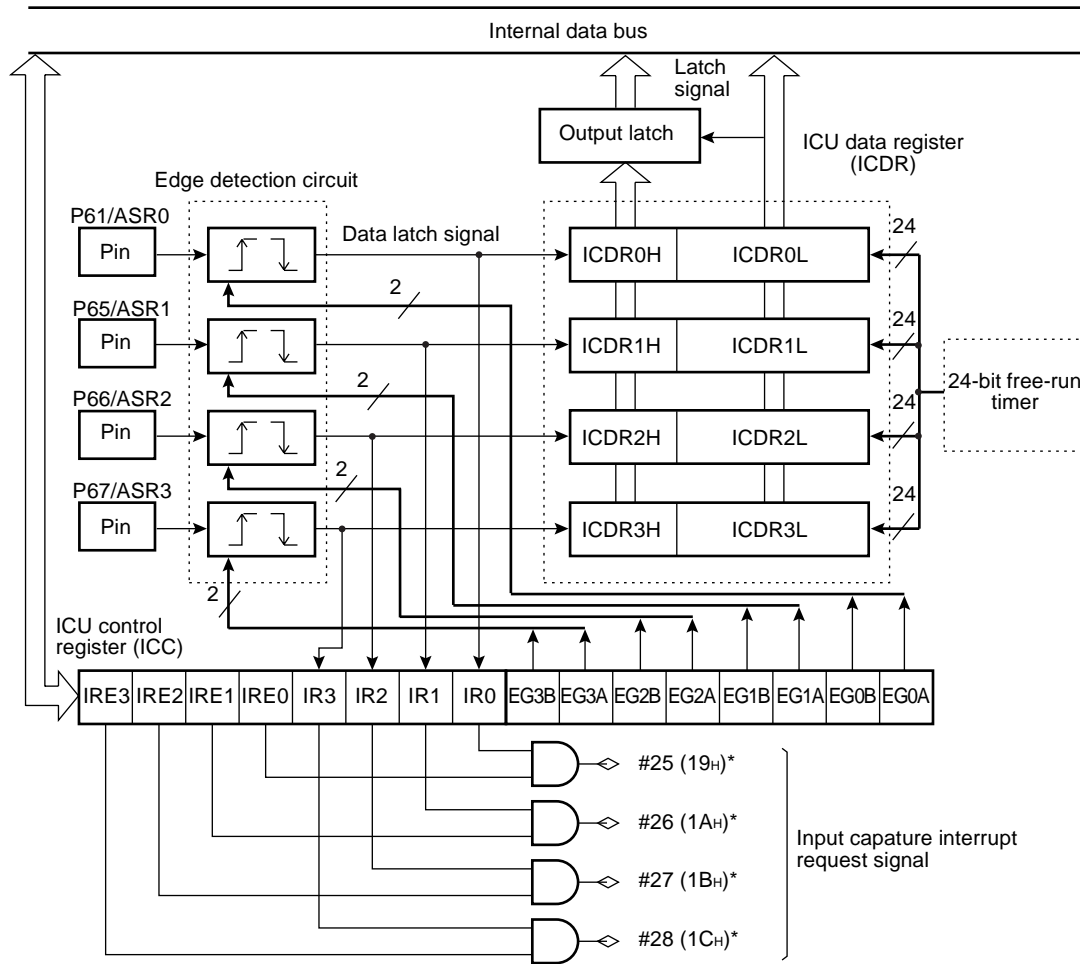 Internal data bus
Latch
signal
Output latch
ICU data register
(ICDR)
Edge detection circuit
P61/ASR0
Pin
Data latch signal
ICDR0H
ICDR0L
24
2
P65/ASR1
Pin
ICDR1H
ICDR1L
24
2
24-bit free-run
timer
P66/ASR2
Pin
ICDR2H
ICDR2L
24
2
P67/ASR3
Pin
ICDR3H
ICDR3L
24
2
ICU control
register (ICC)
IRE3 IRE2 IRE1 IRE0 IR3 IR2 IR1 IR0 EG3B EG3A EG2B EG2A EG1B EG1A EG0B EG0A
#25 (19H)*
#26 (1AH)*
#27 (1BH)*
#28 (1CH)*
Input capature interrupt
request signal